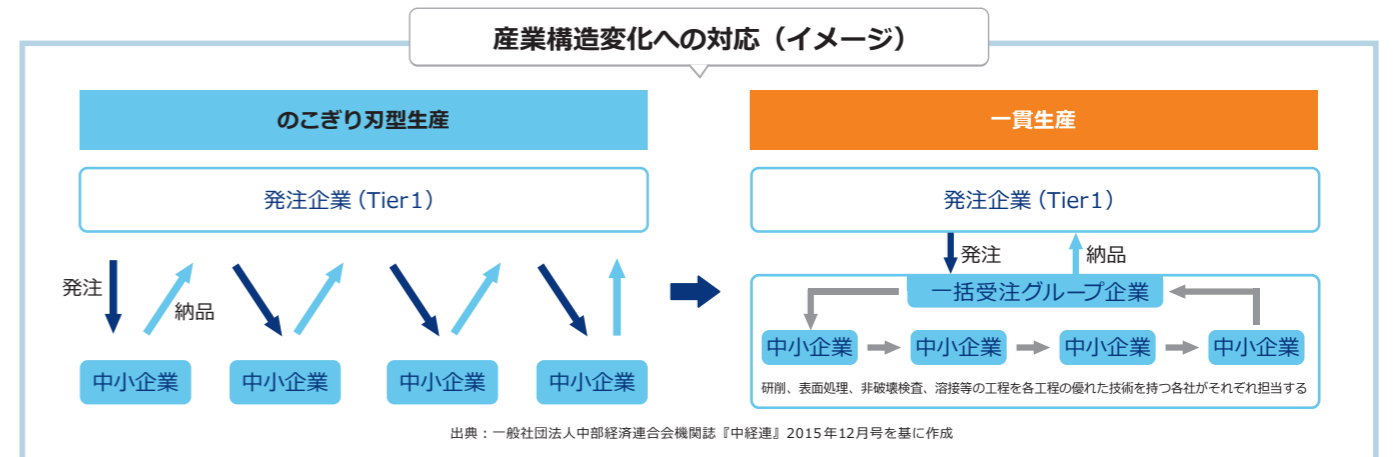 産業構造変化への対応（イメージ）
のこぎり刃型生産
発注企業（Tier1）
発注
納品
中小企業
中小企業
中小企業
中小企業
一貫生産
発注企業（Tier1）
発注
納品
一括受注グループ企業
中小企業
中小企業
中小企業
中小企業
研削、表面処理、非破壊検査、溶接等の工程を各工程の優れた技術を持つ各社がそれぞれ担当する
出典：一般社団法人中部経済連合会機関誌『中経連』2015年12月号を基に作成